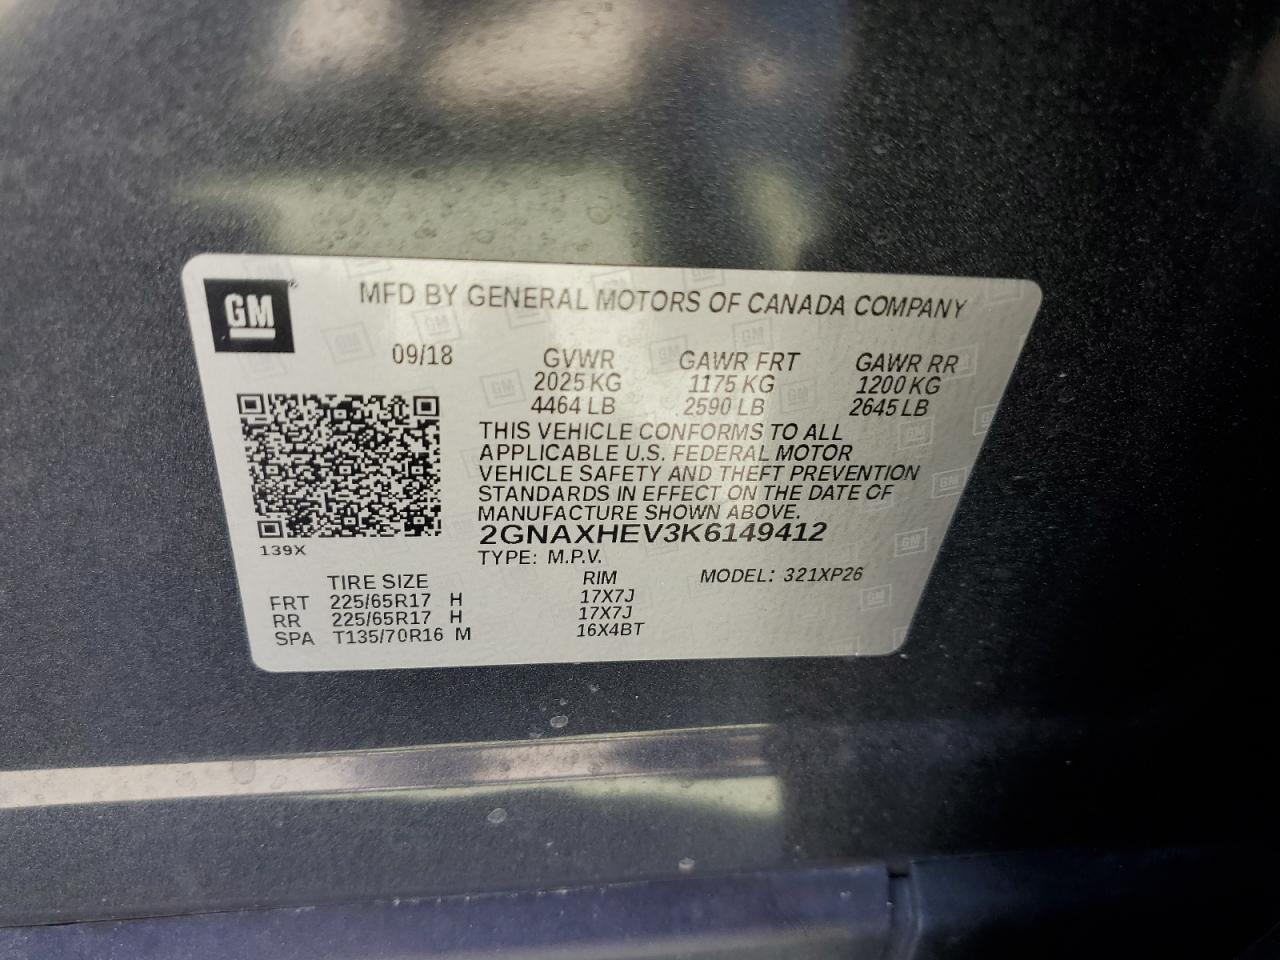 GM
MFD BY GENERAL MOTORS OF CANADA COMPANY
09/18 GVWR GAWR FRT GAWR RR
2025 KG 1175 KG 1200 KG
4464 LB 2590 LB 2645 LB
THIS VEHICLE CONFORMS TO ALL
APPLICABLE U.S. FEDERAL MOTOR
VEHICLE SAFETY AND THEFT PREVENTION
STANDARDS IN EFFECT ON THE DATE OF
MANUFACTURE SHOWN ABOVE.
2GNAXHEV3K6149412
139X
TYPE: M.P.V.
TIRE SIZE RIM MODEL: 321XP26
FRT 225/65R17 H 17X7J
RR 225/65R17 H 17X7J
SPA T135/70R16 M 16X4BT